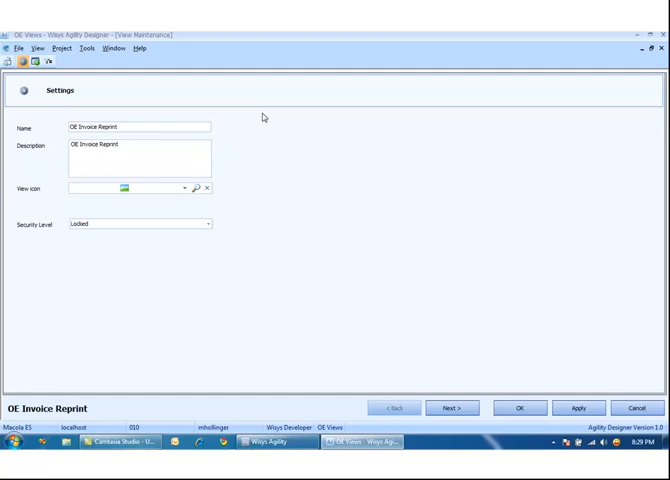 OE Views - Wisys Agility Designer - [View Maintenance]
File View Project Tools Window Help
Settings
Name OE Invoice Reprint
Description OE Invoice Reprint
View icon
Security Level Locked
OE Invoice Reprint < Back Next > OK Apply Cancel
Macola ES localhost 010 mhollinger Wisys Developer OE Views Agility Designer Version 1.0
Camtasia Studio - U... Wisys Agility OE Views - Wisys Agi... 8:29 PM